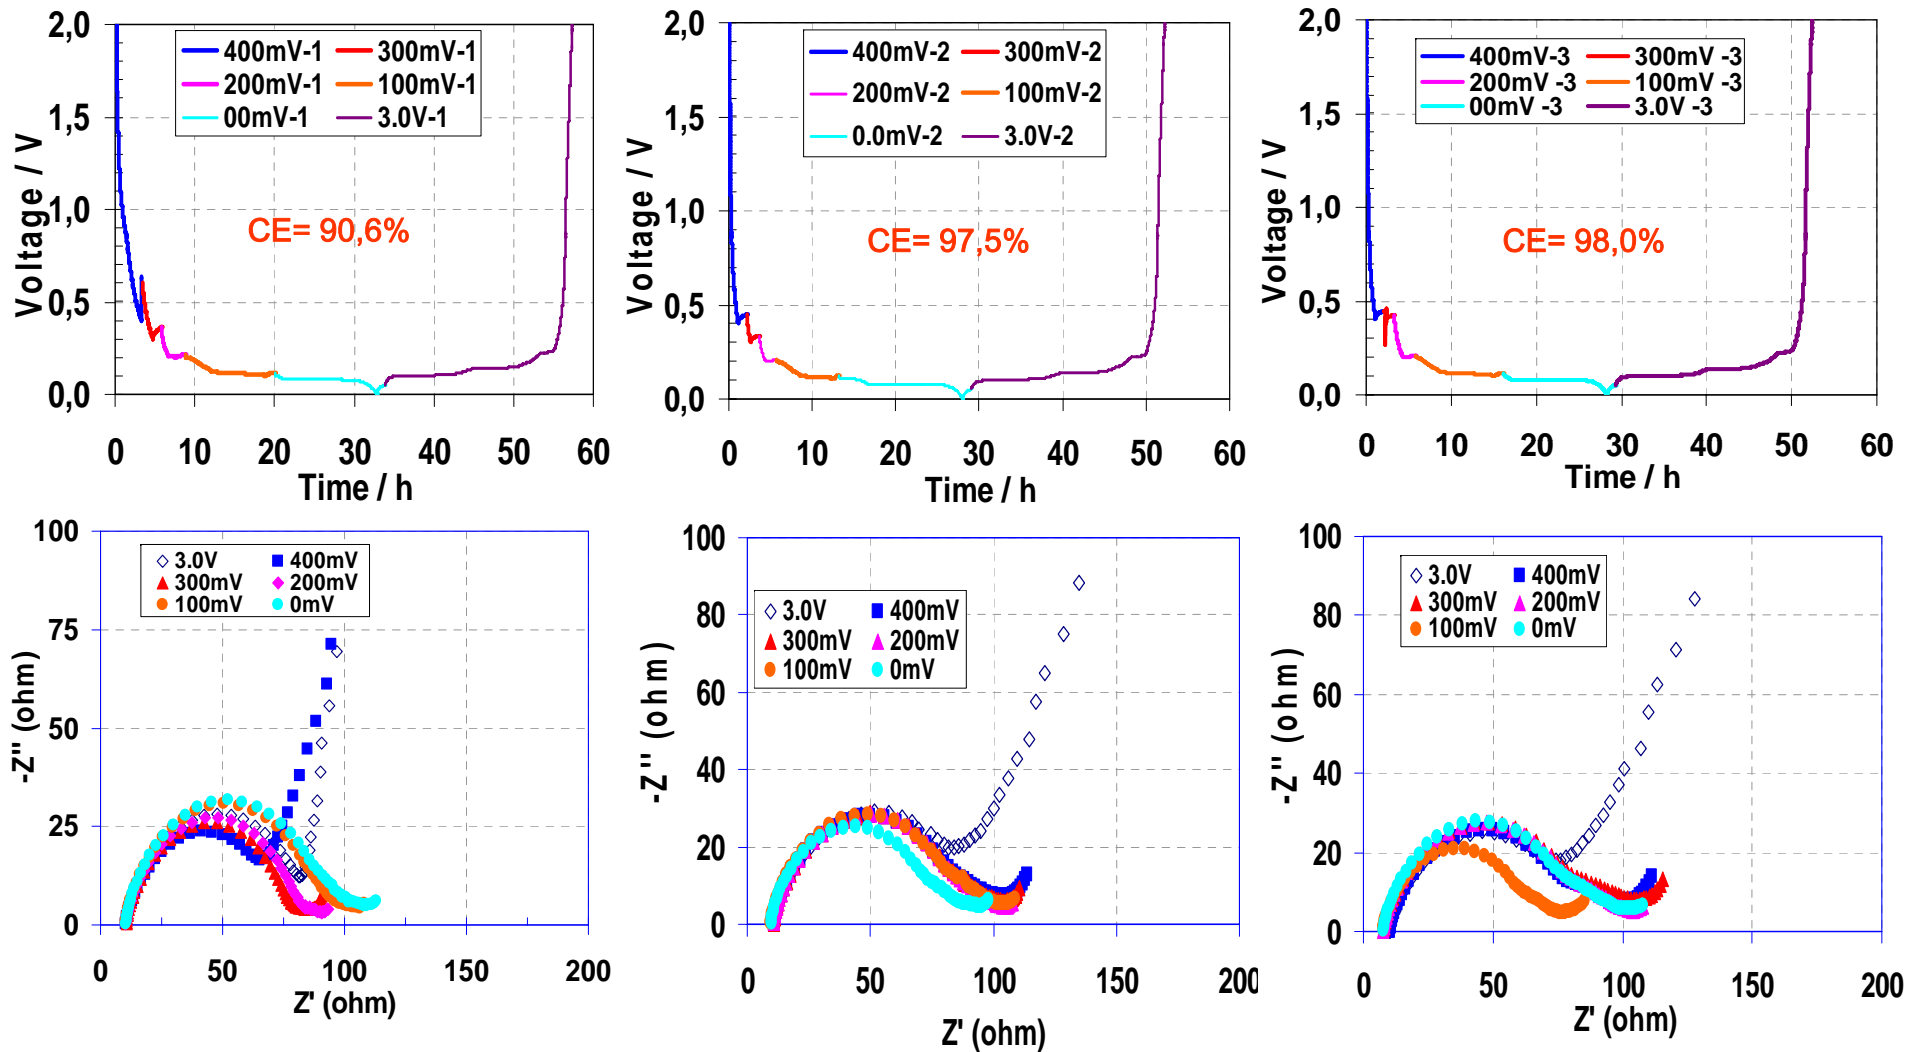 2,0
1,5
1,0
0,5
0,0
Voltage / V
400mV-1 300mV-1
200mV-1 100mV-1
00mV-1 3.0V-1
CE= 90,6%
0 10 20 30 40 50 60
Time / h
2,0
1,5
1,0
0,5
0,0
Voltage / V
400mV-2 300mV-2
200mV-2 100mV-2
0.0mV-2 3.0V-2
CE= 97,5%
0 10 20 30 40 50 60
Time / h
2,0
1,5
1,0
0,5
0,0
Voltage / V
400mV-3 300mV -3
200mV -3 100mV -3
00mV -3 3.0V -3
CE= 98,0%
0 10 20 30 40 50 60
Time / h
100
75
50
25
0
-Z'' (ohm)
3.0V 400mV
300mV 200mV
100mV 0mV
0 50 100 150 200
Z' (ohm)
100
80
60
40
20
0
-Z'' (ohm)
3.0V 400mV
300mV 200mV
100mV 0mV
0 50 100 150 200
Z' (ohm)
100
80
60
40
20
0
-Z'' (ohm)
3.0V 400mV
300mV 200mV
100mV 0mV
0 50 100 150 200
Z' (ohm)